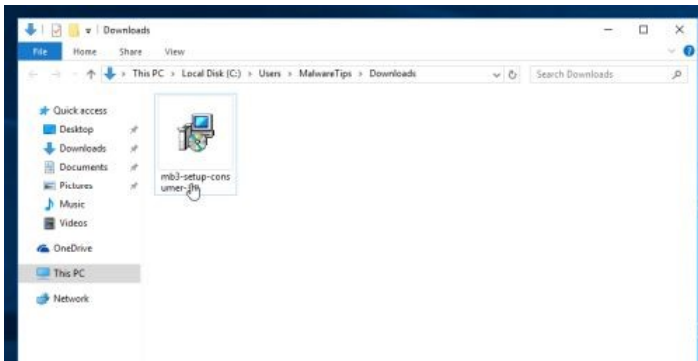 Downloads
File Home Share View
This PC > Local Disk (C:) > Users > MalwareTips > Downloads
Search Downloads
Quick access
Desktop
Downloads
Documents
Pictures
Music
Videos
OneDrive
This PC
Network
mb3-setup-cons
umer-